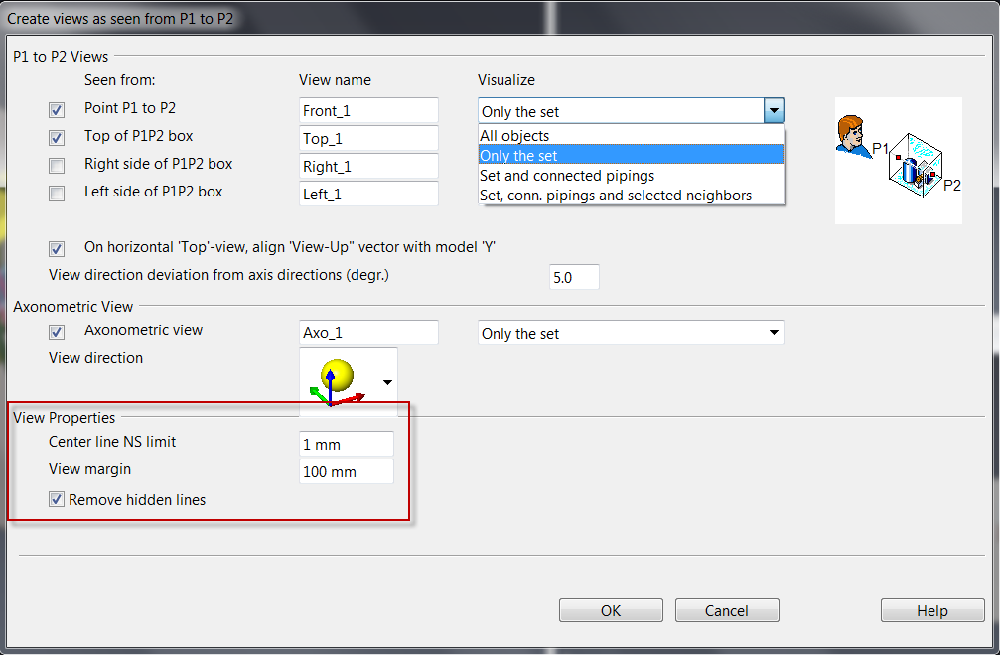 Create views as seen from P1 to P2
P1 to P2 Views
Seen from: View name Visualize
Point P1 to P2 Front_1 Only the set
Top of P1P2 box Top_1 All objects
Only the set
Right side of P1P2 box Right_1 Set and connected pipings
Left side of P1P2 box Left_1 Set, conn. pipings and selected neighbors
P1
P2
On horizontal 'Top'-view, align 'View-Up" vector with model 'Y'
View direction deviation from axis directions (degr.) 5.0
Axonometric View
Axonometric view Axo_1 Only the set
View direction
View Properties
Center line NS limit 1 mm
View margin 100 mm
Remove hidden lines
OK Cancel Help